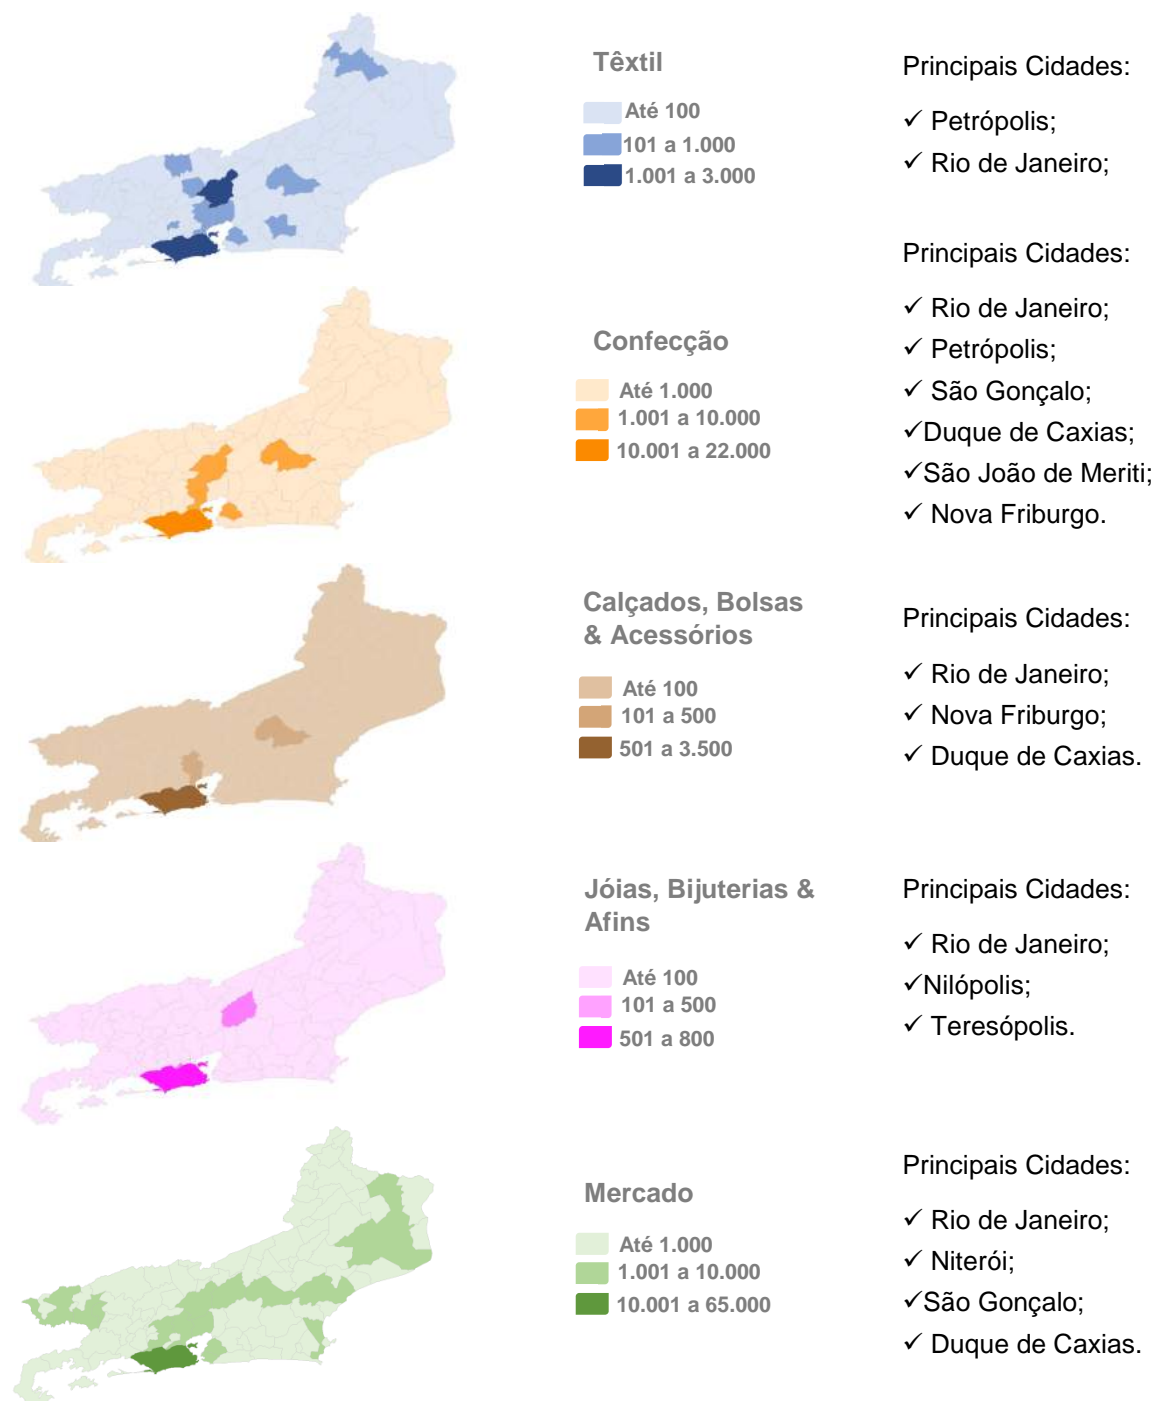 Têxtil
Até 100
101 a 1.000
1.001 a 3.000
Principais Cidades:
✓ Petrópolis;
✓ Rio de Janeiro;
Confecção
Até 1.000
1.001 a 10.000
10.001 a 22.000
Principais Cidades:
✓ Rio de Janeiro;
✓ Petrópolis;
✓ São Gonçalo;
✓Duque de Caxias;
✓São João de Meriti;
✓ Nova Friburgo.
Calçados, Bolsas
& Acessórios
Até 100
101 a 500
501 a 3.500
Principais Cidades:
✓ Rio de Janeiro;
✓ Nova Friburgo;
✓ Duque de Caxias.
Jóias, Bijuterias &
Afins
Até 100
101 a 500
501 a 800
Principais Cidades:
✓ Rio de Janeiro;
✓Nilópolis;
✓ Teresópolis.
Mercado
Até 1.000
1.001 a 10.000
10.001 a 65.000
Principais Cidades:
✓ Rio de Janeiro;
✓ Niterói;
✓São Gonçalo;
✓ Duque de Caxias.